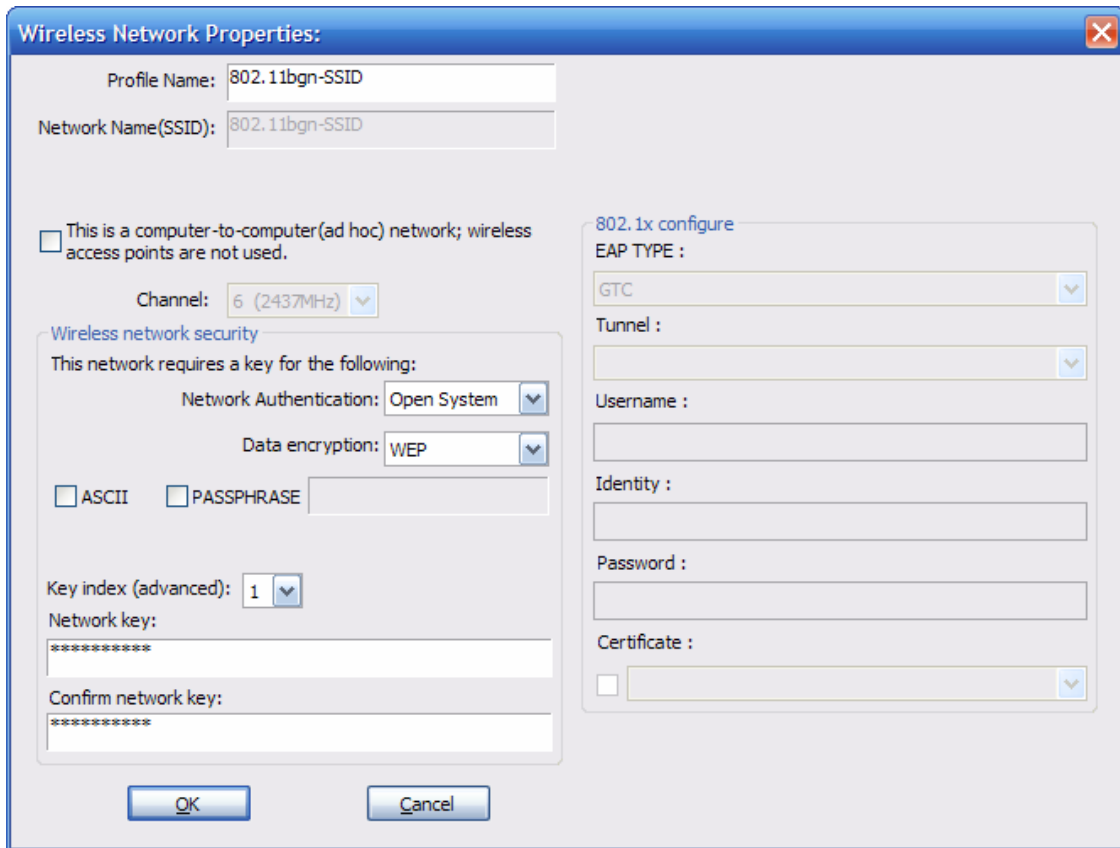 Wireless Network Properties:
Profile Name: 802.11bgn-SSID
Network Name(SSID): 802.11bgn-SSID
This is a computer-to-computer(ad hoc) network; wireless
access points are not used.
Channel: 6 (2437MHz)
Wireless network security
This network requires a key for the following:
Network Authentication: Open System
Data encryption: WEP
ASCII PASSPHRASE
Key index (advanced): 1
Network key:
**********
Confirm network key:
**********
OK Cancel
802.1x configure
EAP TYPE :
GTC
Tunnel :
Username :
Identity :
Password :
Certificate :